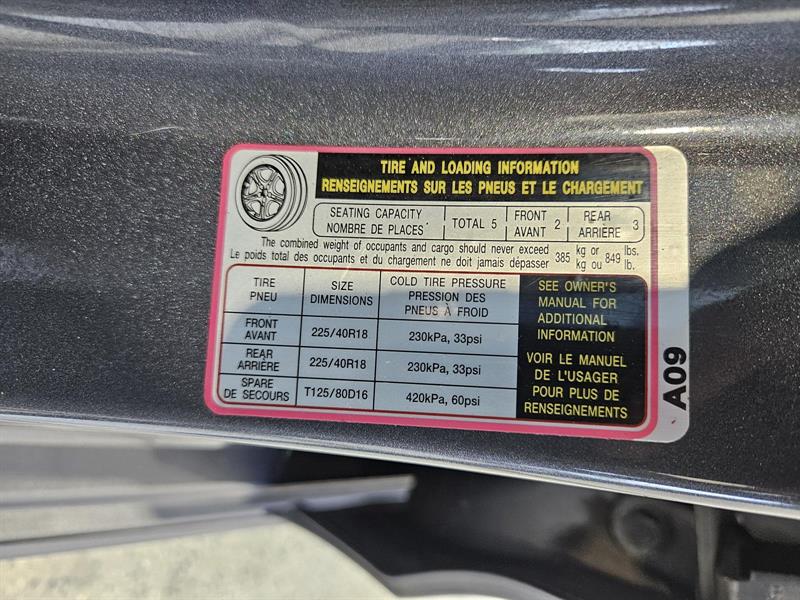 TIRE AND LOADING INFORMATION
RENSEIGNEMENTS SUR LES PNEUS ET LE CHARGEMENT
SEATING CAPACITY
NOMBRE DE PLACES
TOTAL 5
FRONT
AVANT 2
REAR
ARRIÈRE 3
The combined weight of occupants and cargo should never exceed 385 kg or 849 lbs.
Le poids total des occupants et du chargement ne doit jamais dépasser 385 kg ou 849 lb.
TIRE
PNEU
SIZE
DIMENSIONS
COLD TIRE PRESSURE
PRESSION DES
PNEUS À FROID
FRONT
AVANT
225/40R18
230kPa, 33psi
REAR
ARRIÈRE
225/40R18
230kPa, 33psi
SPARE
DE SECOURS
T125/80D16
420kPa, 60psi
SEE OWNER'S
MANUAL FOR
ADDITIONAL
INFORMATION
VOIR LE MANUEL
DE L'USAGER
POUR PLUS DE
RENSEIGNEMENTS
A09